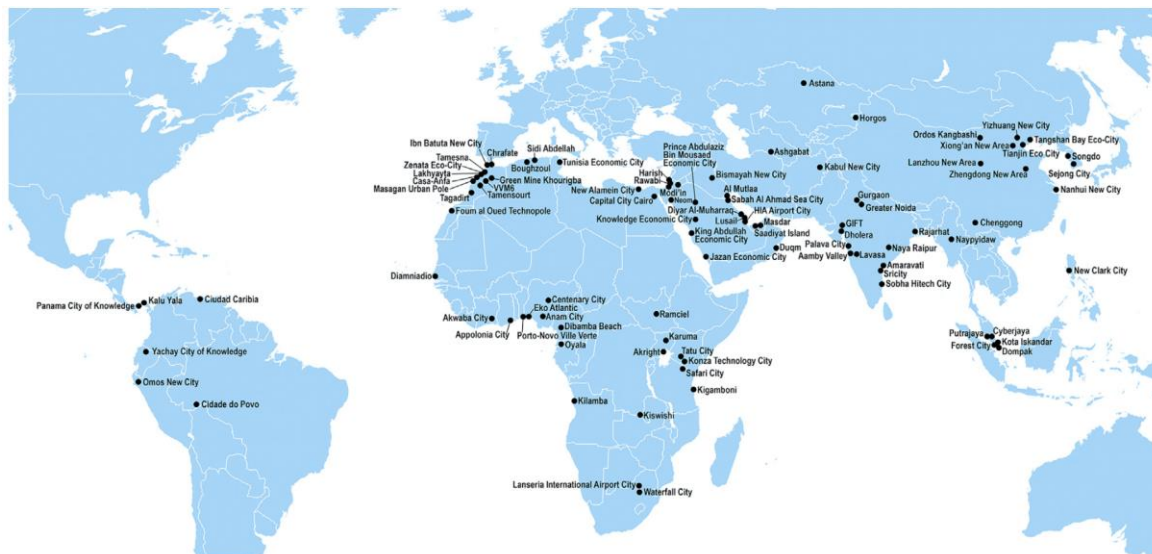 Astana
Horgos
Ordos Kangbashi
Yizhuang New City
Tangshan Bay Eco-City
Xiong'an New Area
Tianjin Eco City
Songdo
Lanzhou New Area
Zhengdong New Area
Sejong City
Nanhui New City
Ibn Batuta New City
Chrafate
Sidi Abdellah
Tamesna
Boughzoul
Tunisia Economic City
Zenata Eco-City
Lakhyayta
Casa-Anfa
Green Mine Khourigba
Masagan Urban Pole
VVM6
Tamensourt
Tagadirt
Foum al Oued Technopole
Prince Abdulaziz
Bin Mousaed
Economic City
Ashgabat
Harish
Rawabi
Bismayah New City
Kabul New City
New Alamein City
Modi'in
Capital City Cairo
Neom
Al Mutlaa
Sabah Al Ahmad Sea City
Diyar Al-Muharraq
HIA Airport City
Knowledge Economic City
Lusail
Masdar
Saadiyat Island
King Abdullah
Economic City
Duqm
Jazan Economic City
Gurgaon
Greater Noida
GIFT
Dholera
Rajarhat
Chenggong
Naypyidaw
Palava City
Naya Raipur
Aamby Valley
Lavasa
Amaravati
Sricity
Sobha Hitech City
New Clark City
Diamniadio
Panama City of Knowledge
Kalu Yala
Ciudad Caribia
Centenary City
Eko Atlantic
Akwaba City
Anam City
Ramciel
Appolonia City
Porto-Novo Ville Verte
Dibamba Beach
Oyala
Karuma
Akright
Tatu City
Konza Technology City
Safari City
Kigamboni
Putrajaya
Cyberjaya
Forest City
Kota Iskandar
Dompak
Yachay City of Knowledge
Omos New City
Cidade do Povo
Kilamba
Kiswishi
Lanseria International Airport City
Waterfall City